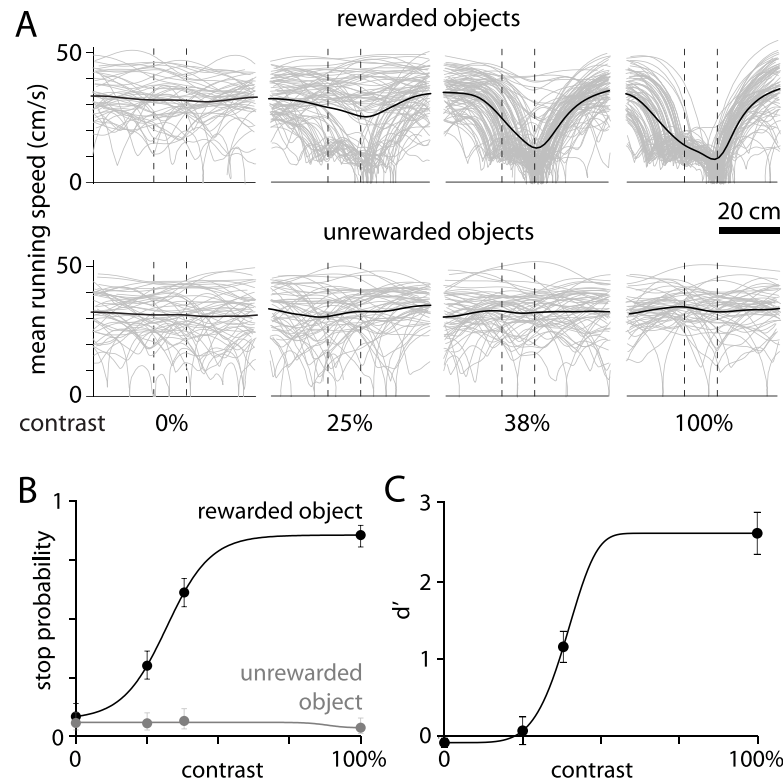 A
rewarded objects
mean running speed (cm/s)
50
0
20 cm
unrewarded objects
50
0
contrast 0% 25% 38% 100%
B
stop probability
1
0
rewarded object
unrewarded
object
0 contrast 100%
C
d′
3
2
1
0
0 contrast 100%